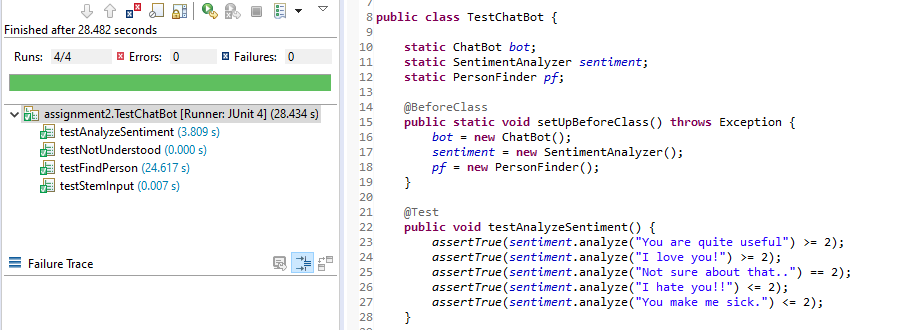 Finished after 28.482 seconds
Runs: 4/4 Errors: 0 Failures: 0
assignment2.TestChatBot [Runner: JUnit 4] (28.434 s)
testAnalyzeSentiment (3.809 s)
testNotUnderstood (0.000 s)
testFindPerson (24.617 s)
testStemInput (0.007 s)
Failure Trace
8 public class TestChatBot {
9
10 static ChatBot bot;
11 static SentimentAnalyzer sentiment;
12 static PersonFinder pf;
13
14 @BeforeClass
15 public static void setUpBeforeClass() throws Exception {
16 bot = new ChatBot();
17 sentiment = new SentimentAnalyzer();
18 pf = new PersonFinder();
19 }
20
21 @Test
22 public void testAnalyzeSentiment() {
23 assertTrue(sentiment.analyze("You are quite useful") >= 2);
24 assertTrue(sentiment.analyze("I love you!") >= 2);
25 assertTrue(sentiment.analyze("Not sure about that..") == 2);
26 assertTrue(sentiment.analyze("I hate you!!") <= 2);
27 assertTrue(sentiment.analyze("You make me sick.") <= 2);
28 }